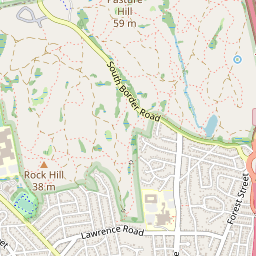 Pasture
Hill
59 m
South Border Road
Rock Hill
38 m
Forest Street
Lawrence Road